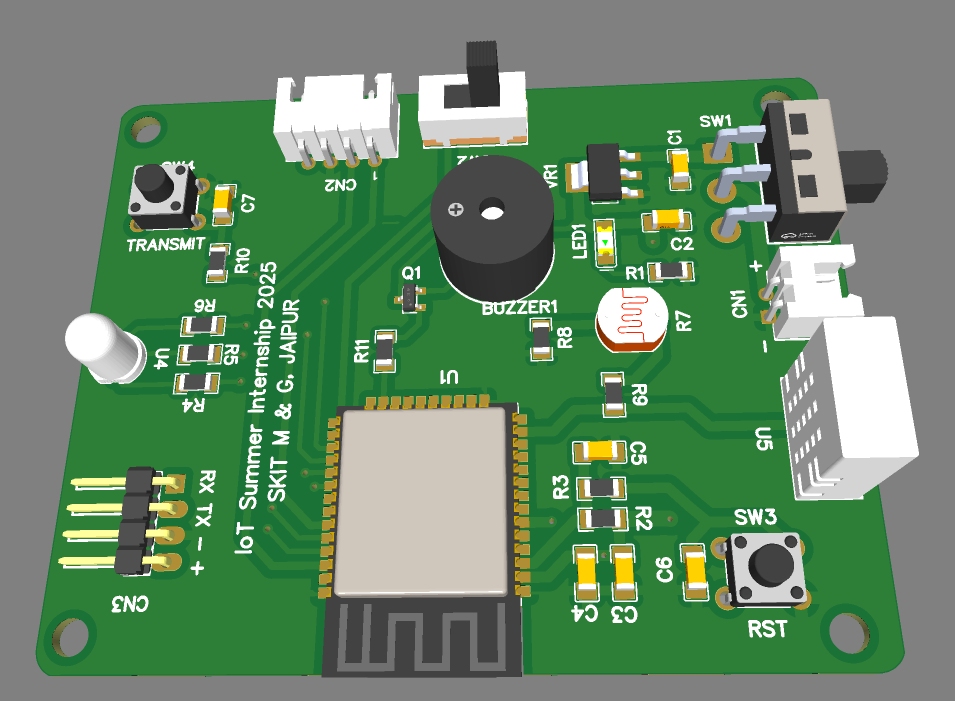 C1
SW1
CN2
1
VR1
C7
TRANSMIT
C2
LED1
R10
R1
+
CN1
-
Q1
BUZZER1
R7
R6
R5
U4
R4
R11
R8
IoT Summer Internship 2025
SKIT M & G, JAIPUR
U1
R9
U5
C5
R3
R2
RX
TX
-
+
CN3
SW3
C6
C4
C3
RST